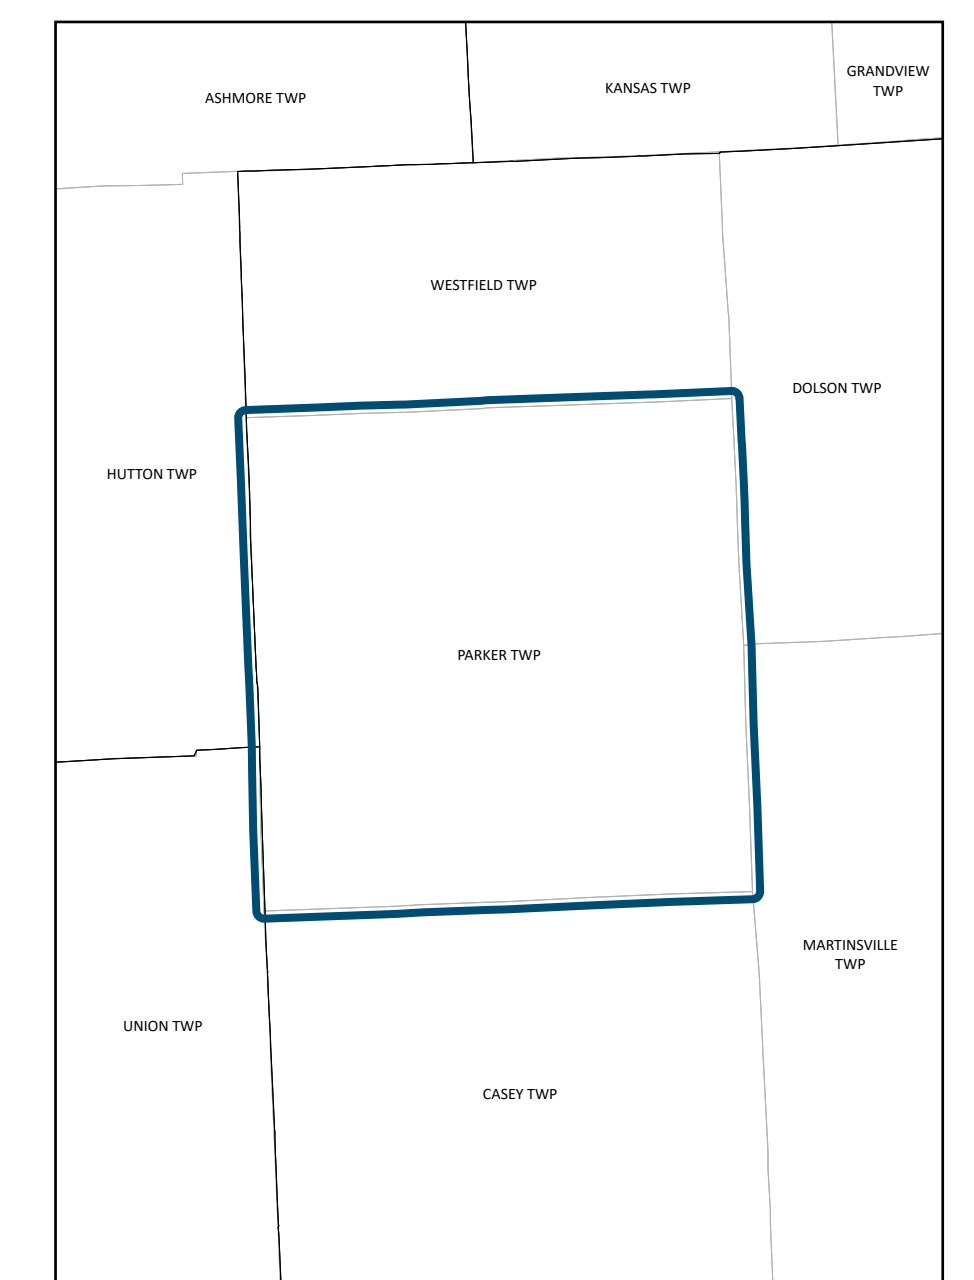 ASHMORE TWP
KANSAS TWP
GRANDVIEW
TWP
WESTFIELD TWP
DOLSON TWP
HUTTON TWP
PARKER TWP
MARTINSVILLE
TWP
UNION TWP
CASEY TWP